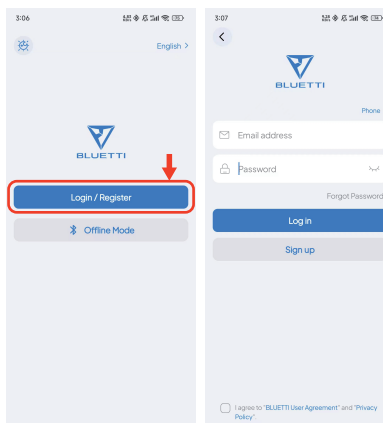 3:06
English >
BLUETTI
Login / Register
Offline Mode
3:07
BLUETTI
Phone
Email address
Password
Forgot Password
Log in
Sign up
I agree to "BLUETTI User Agreement" and "Privacy
Policy".